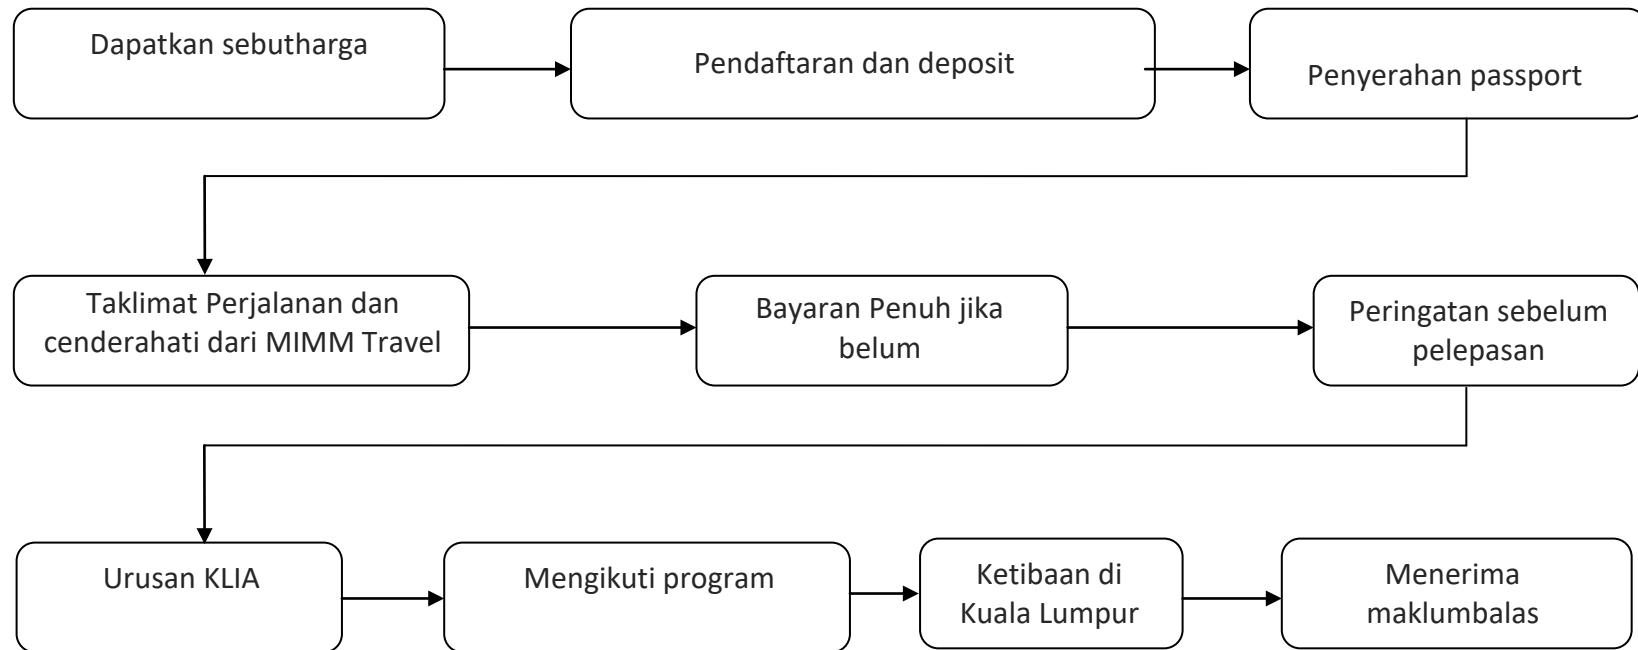 Dapatkan sebutharga
Pendaftaran dan deposit
Penyerahan passport
Taklimat Perjalanan dan
cenderahati dari MIMM Travel
Bayaran Penuh jika
belum
Peringatan sebelum
pelepasan
Urusan KLIA
Mengikuti program
Ketibaan di
Kuala Lumpur
Menerima
maklumbalas